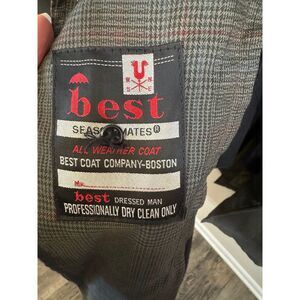 best
SEASONMATES®
ALL WEATHER COAT
BEST COAT COMPANY-BOSTON
best DRESSED MAN
PROFESSIONALLY DRY CLEAN ONLY